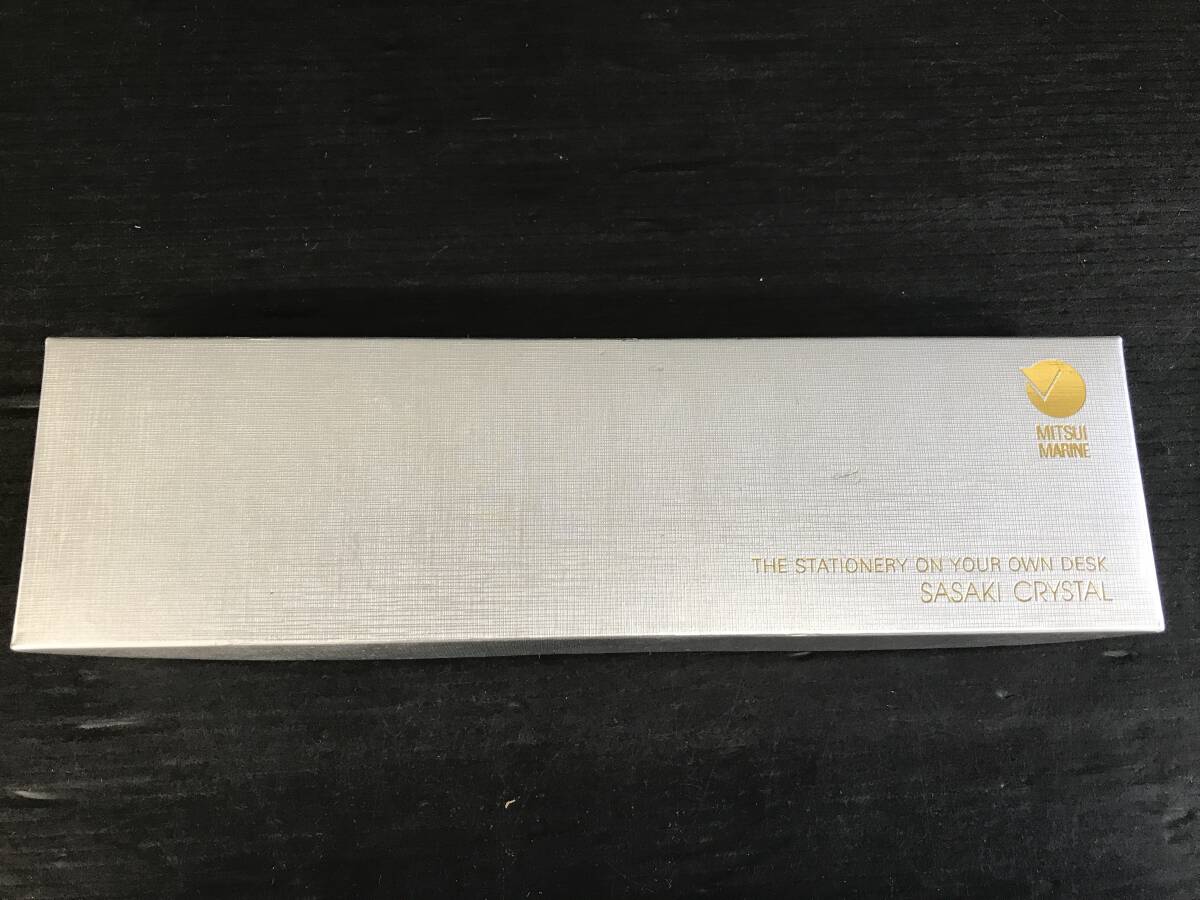 MITSUI
MARINE
THE STATIONERY ON YOUR OWN DESK
SASAKI CRYSTAL